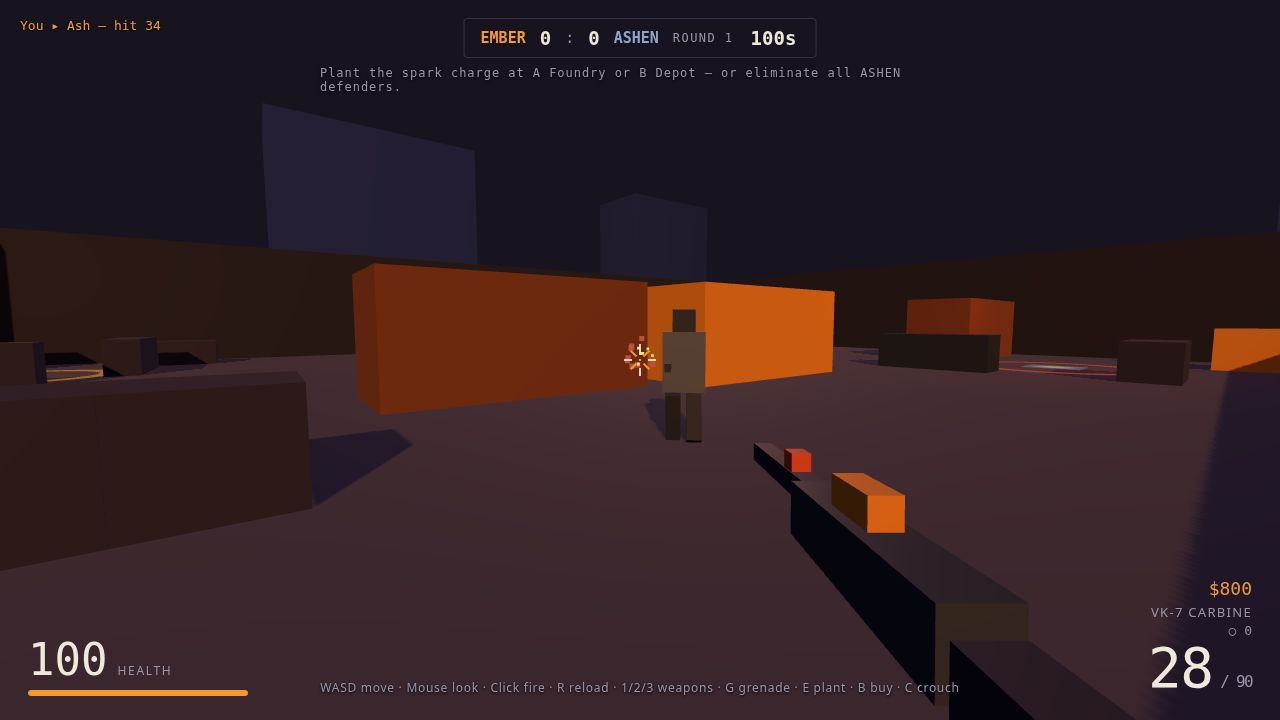 You ▸ Ash — hit 34
EMBER 0 : 0 ASHEN ROUND 1 100s
Plant the spark charge at A Foundry or B Depot — or eliminate all ASHEN
defenders.
$800
VK-7 CARBINE
○ 0
100 HEALTH
28 / 90
WASD move · Mouse look · Click fire · R reload · 1/2/3 weapons · G grenade · E plant · B buy · C crouch